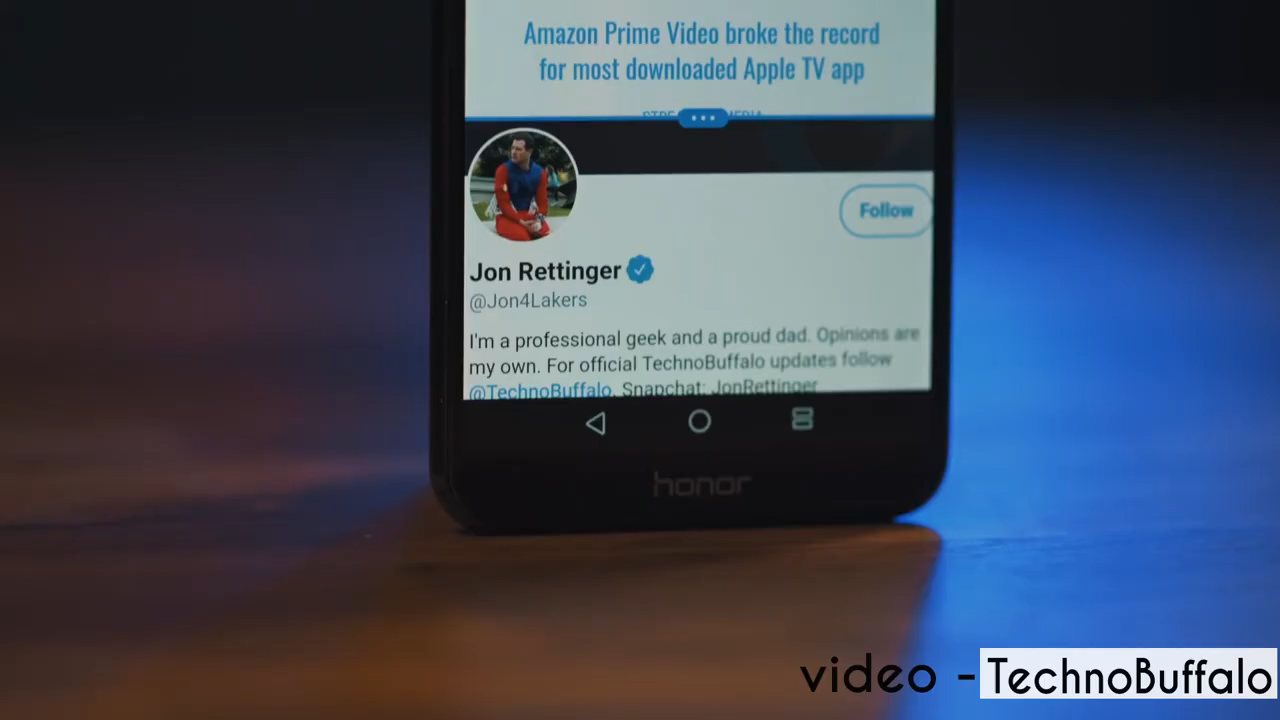 Amazon Prime Video broke the record
for most downloaded Apple TV app
Follow
Jon Rettinger
@Jon4Lakers
I'm a professional geek and a proud dad. Opinions are
my own. For official TechnoBuffalo updates follow
@TechnoBuffalo. Snapchat: JonRettinger
honor
video - TechnoBuffalo